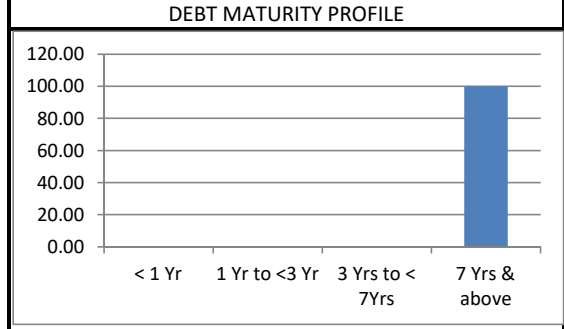 DEBT MATURITY PROFILE
120.00
100.00
80.00
60.00
40.00
20.00
0.00
< 1 Yr
1 Yr to <3 Yr
3 Yrs to <
7Yrs
7 Yrs &
above